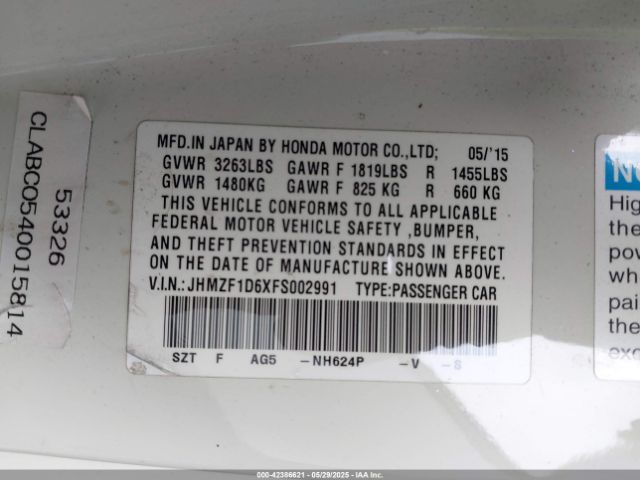 MFD.IN JAPAN BY HONDA MOTOR CO.,LTD; 05/'15
GVWR 3263LBS GAWR F 1819LBS R 1455LBS
GVWR 1480KG GAWR F 825 KG R 660 KG
THIS VEHICLE CONFORMS TO ALL APPLICABLE
FEDERAL MOTOR VEHICLE SAFETY ,BUMPER,
AND THEFT PREVENTION STANDARDS IN EFFECT
ON THE DATE OF MANUFACTURE SHOWN ABOVE.
V.I.N.:JHMZF1D6XFS002991 TYPE:PASSENGER CAR
SZT F AG5 -NH624P -V -S
53326
CLABCO540015814
Hig
the
pow
pai
the
exc
000-42386621 - 05/29/2025 - IAA, Inc.